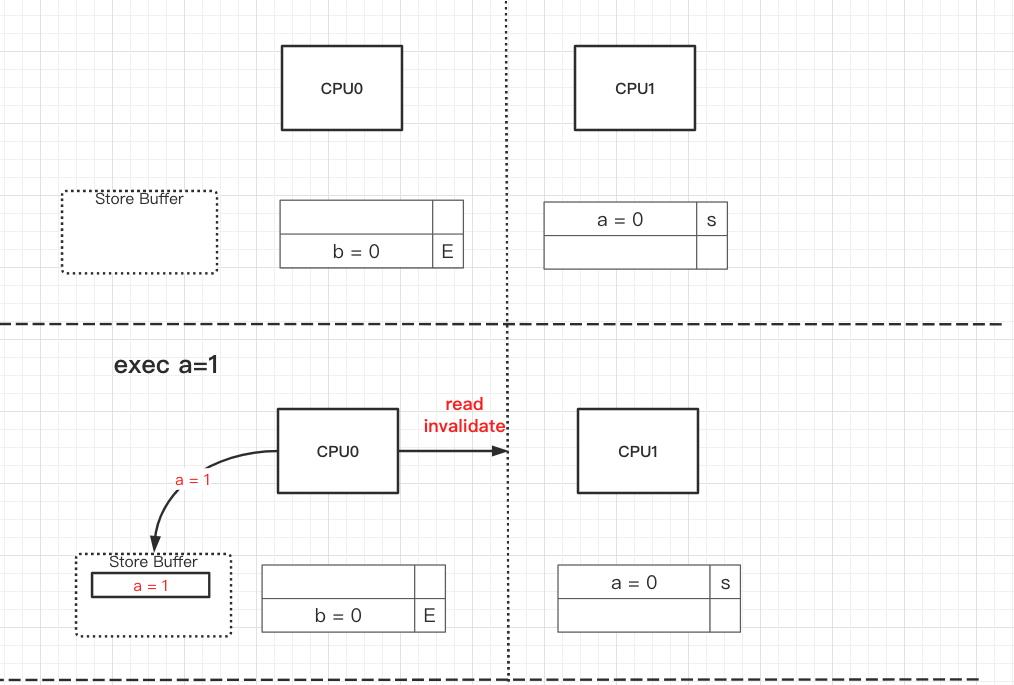 CPU0
CPU1
Store Buffer
a = 0
s
b = 0
E
exec a=1
read
invalidate
CPU0
CPU1
a = 1
Store Buffer
a = 1
a = 0
s
b = 0
E